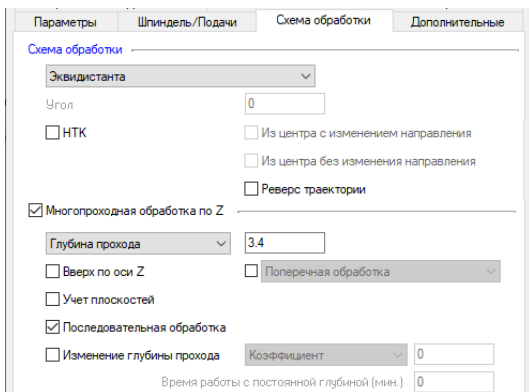 Параметры Шпиндель/Подачи Схема обработки Дополнительные
Схема обработки
Эквидистанта
Угол 0
НТК Из центра с изменением направления
Из центра без изменения направления
Реверс траектории
Многопроходная обработка по Z
Глубина прохода 3.4
Вверх по оси Z Поперечная обработка
Учет плоскостей
Последовательная обработка
Изменение глубины прохода Коэффициент 0
Время работы с постоянной глубиной (мин.) 0